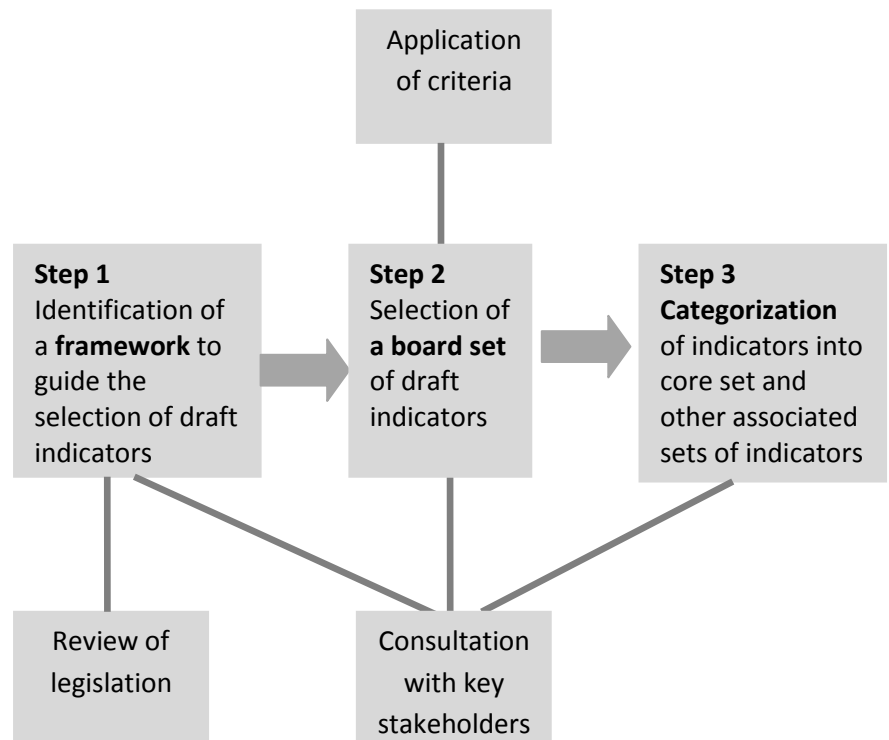 Application
of criteria
Step 1
Identification of
a framework to
guide the
selection of draft
indicators
Step 2
Selection of
a board set
of draft
indicators
Step 3
Categorization
of indicators into
core set and
other associated
sets of indicators
Review of
legislation
Consultation
with key
stakeholders